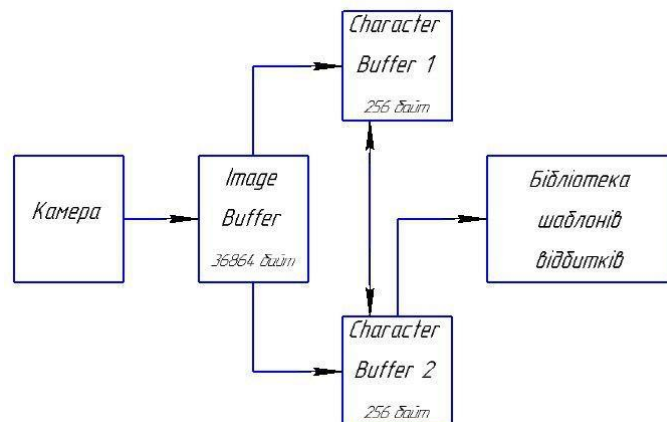 Камера
Image
Buffer
36864 байт
Character
Buffer 1
256 байт
Character
Buffer 2
256 байт
Бібліотека
шаблонів
відбитків